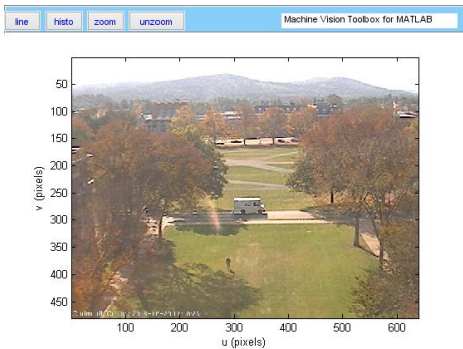 line histo zoom unzoom Machine Vision Toolbox for MATLAB
50
100
150
200
250
300
350
400
450
v (pixels)
100 200 300 400 500 600
u (pixels)